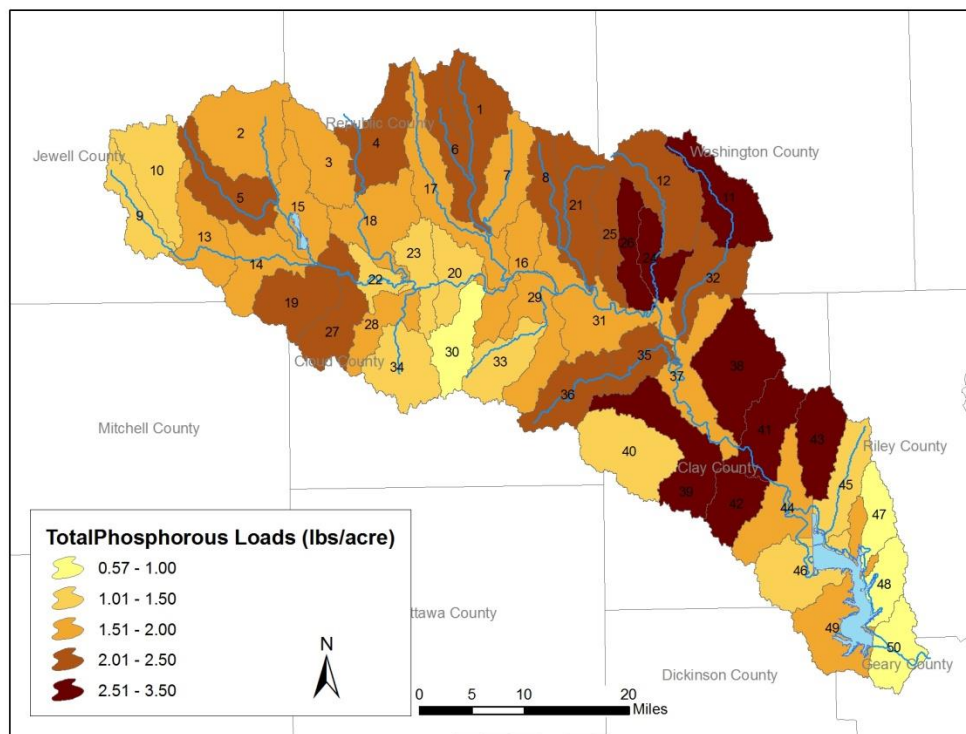 Republic County
Washington County
Jewell County
1
2
3
4
5
6
7
8
9
10
11
12
13
14
15
16
17
18
19
20
21
22
23
25
26
27
28
29
30
31
32
33
34
35
36
37
38
39
40
41
42
43
44
45
46
47
48
49
50
Cloud County
Mitchell County
Clay County
Riley County
ttawa County
Dickinson County
Geary County
TotalPhosphorous Loads (lbs/acre)
0.57 - 1.00
1.01 - 1.50
1.51 - 2.00
2.01 - 2.50
2.51 - 3.50
N
0 5 10 20
Miles